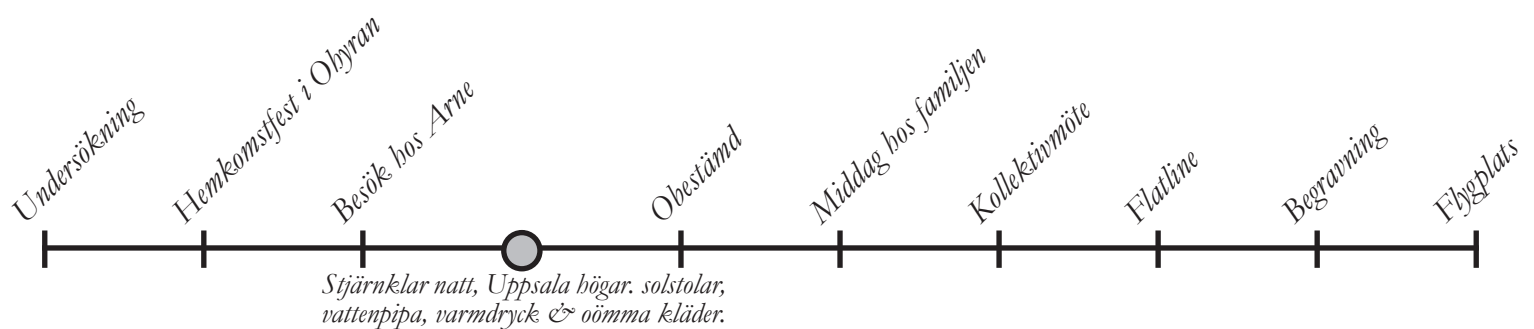 Undersökning
Hemkomstfest i Ohyran
Besök hos Arne
Stjärnklar natt, Uppsala högar. solstolar,
vattenpipa, varmdryck & oömma kläder.
Obestämd
Middag hos familjen
Kollektivmöte
Flatline
Begravning
Flygplats